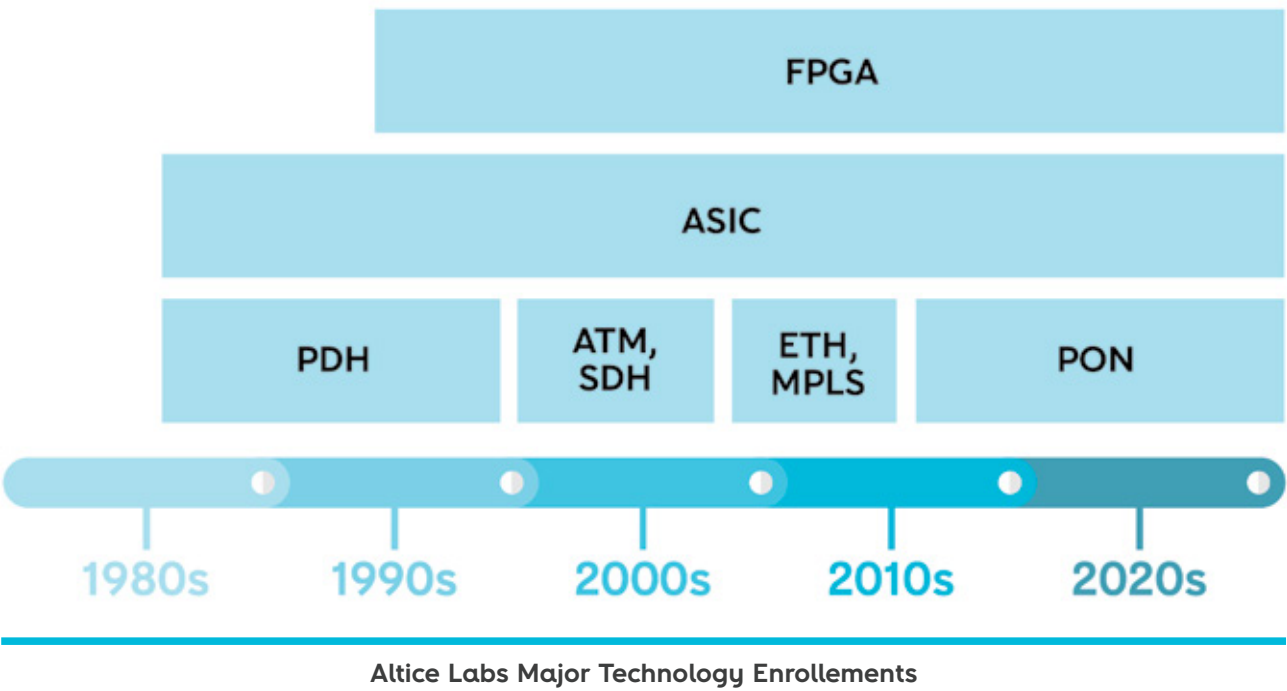 FPGA
ASIC
PDH
ATM,
SDH
ETH,
MPLS
PON
1980s
1990s
2000s
2010s
2020s
Altice Labs Major Technology Enrollements